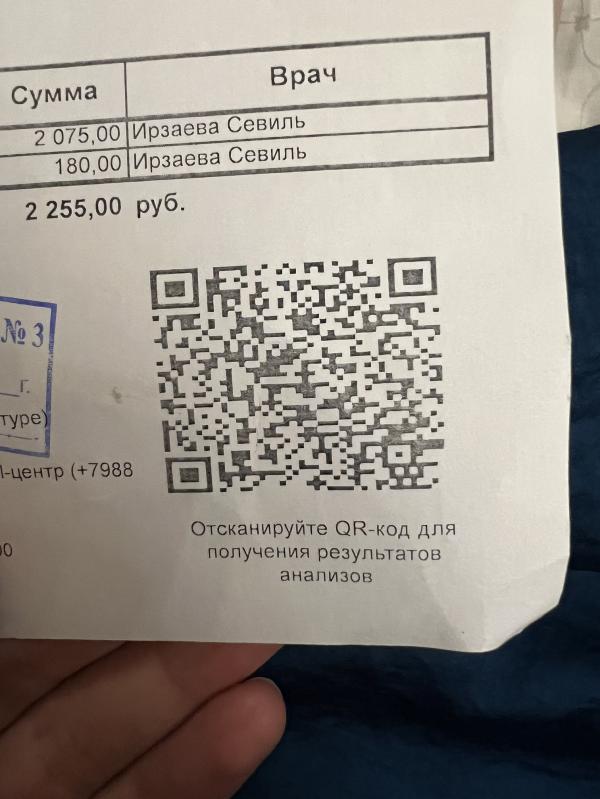 Сумма Врач
2 075,00 Ирзаева Севиль
180,00 Ирзаева Севиль
2 255,00 руб.
№ 3
г.
туре)
-центр (+7988
00
Отсканируйте QR-код для
получения результатов
анализов